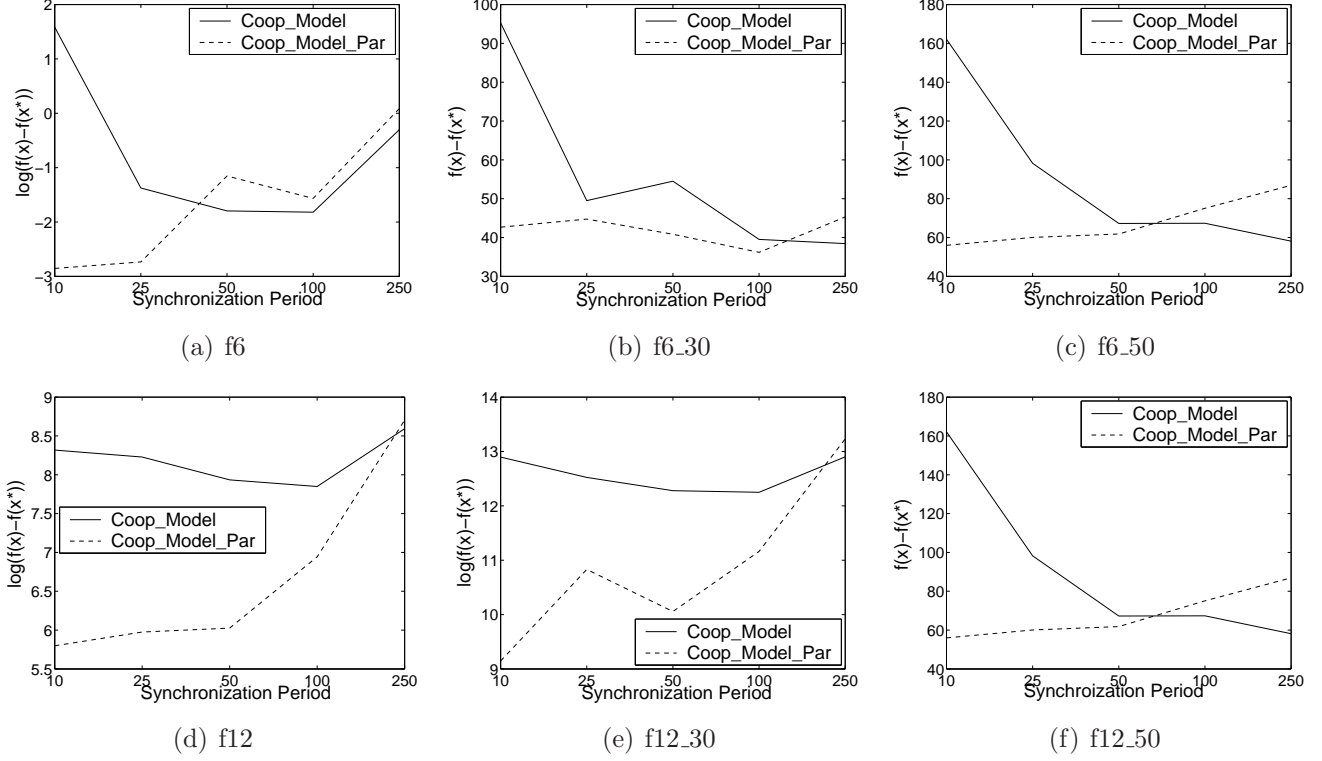 2
1
0
−1
−2
−3
10
25
50
100
250
Synchronization Period
log(f(x)−f(x*))
Coop_Model
Coop_Model_Par
(a) f6
100
90
80
70
60
50
40
30
10
25
50
100
250
Synchronization Period
f(x)−f(x*)
Coop_Model
Coop_Model_Par
(b) f6_30
180
160
140
120
100
80
60
40
10
25
50
100
250
Synchroization Period
f(x)−f(x*)
Coop_Model
Coop_Model_Par
(c) f6_50
9
8.5
8
7.5
7
6.5
6
5.5
10
25
50
100
250
Synchronization Period
log(f(x)−f(x*))
Coop_Model
Coop_Model_Par
(d) f12
14
13
12
11
10
9
10
25
50
100
250
Synchronization Period
log(f(x)−f(x*))
Coop_Model
Coop_Model_Par
(e) f12_30
180
160
140
120
100
80
60
40
10
25
50
100
250
Synchroization Period
f(x)−f(x*)
Coop_Model
Coop_Model_Par
(f) f12_50